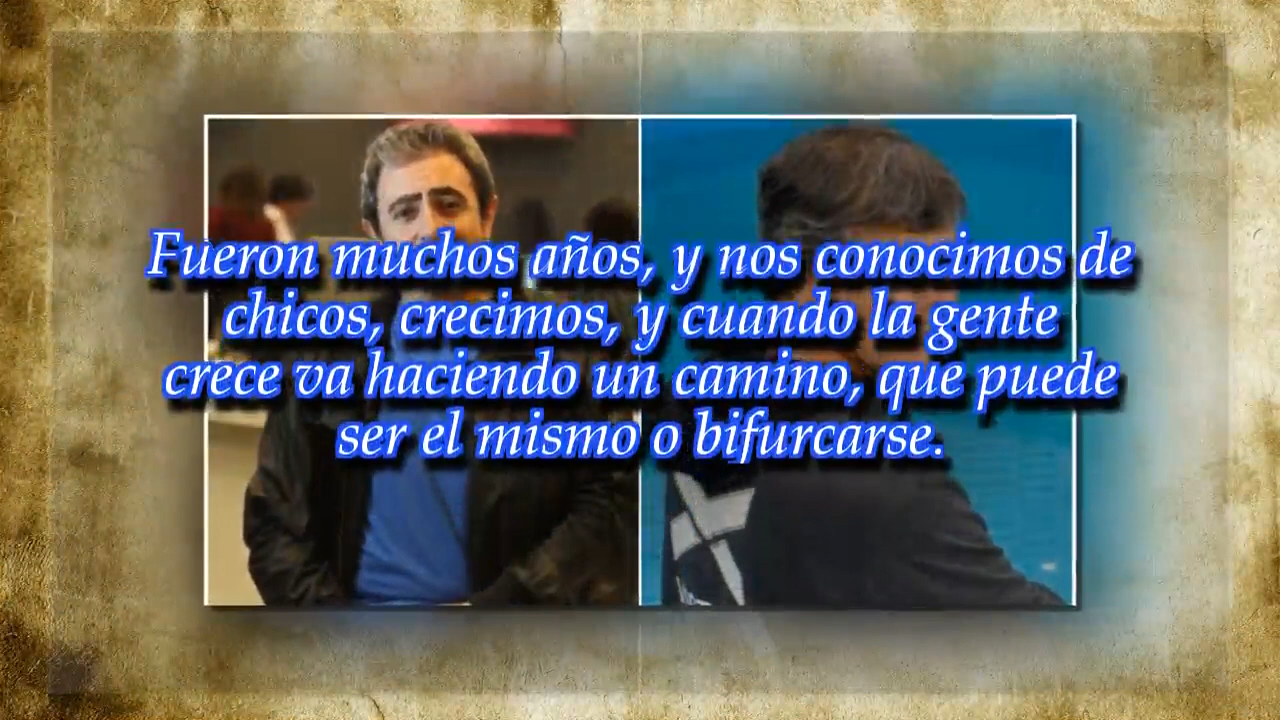 Fueron muchos años, y nos conocimos de
chicos, crecimos, y cuando la gente
crece va haciendo un camino, que puede
ser el mismo o bifurcarse.